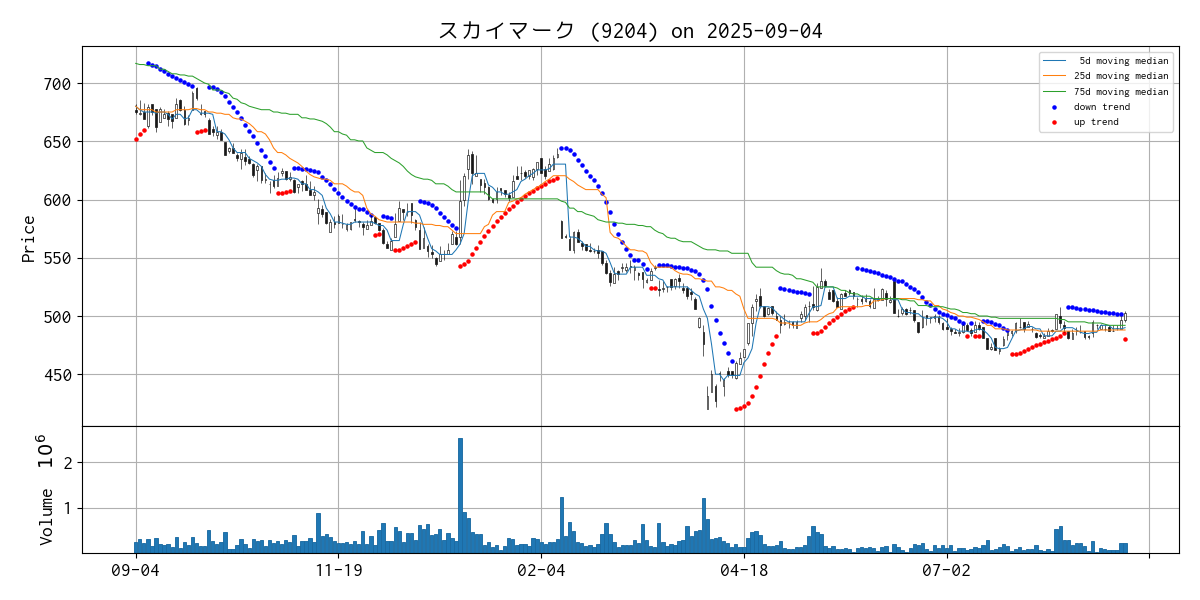 スカイマーク (9204) on 2025-09-04
5d moving median
25d moving median
75d moving median
down trend
up trend
Price
700
650
600
550
500
450
Volume 10^6
2
1
09-04 11-19 02-04 04-18 07-02